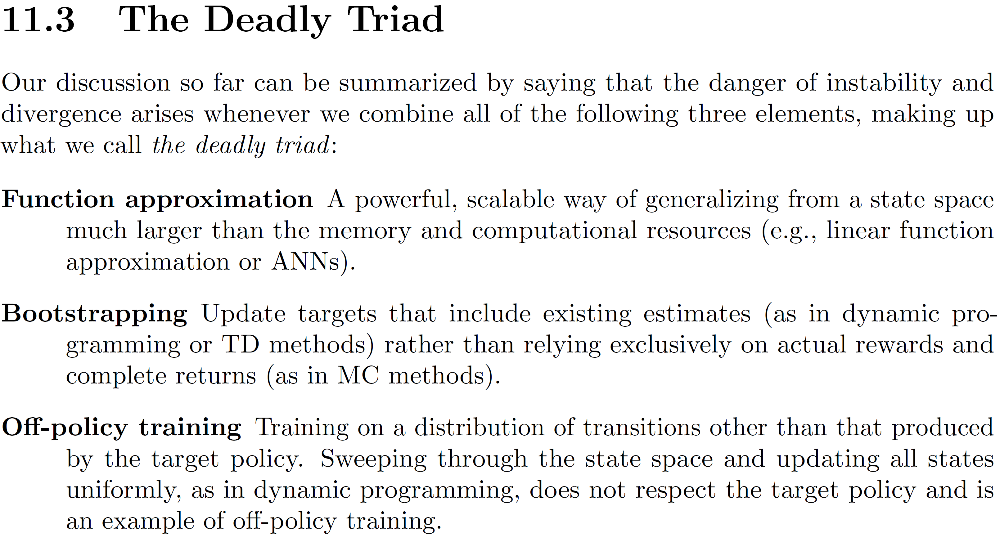 11.3 The Deadly Triad
Our discussion so far can be summarized by saying that the danger of instability and
divergence arises whenever we combine all of the following three elements, making up
what we call the deadly triad:
Function approximation A powerful, scalable way of generalizing from a state space
much larger than the memory and computational resources (e.g., linear function
approximation or ANNs).
Bootstrapping Update targets that include existing estimates (as in dynamic pro-
gramming or TD methods) rather than relying exclusively on actual rewards and
complete returns (as in MC methods).
Off-policy training Training on a distribution of transitions other than that produced
by the target policy. Sweeping through the state space and updating all states
uniformly, as in dynamic programming, does not respect the target policy and is
an example of off-policy training.